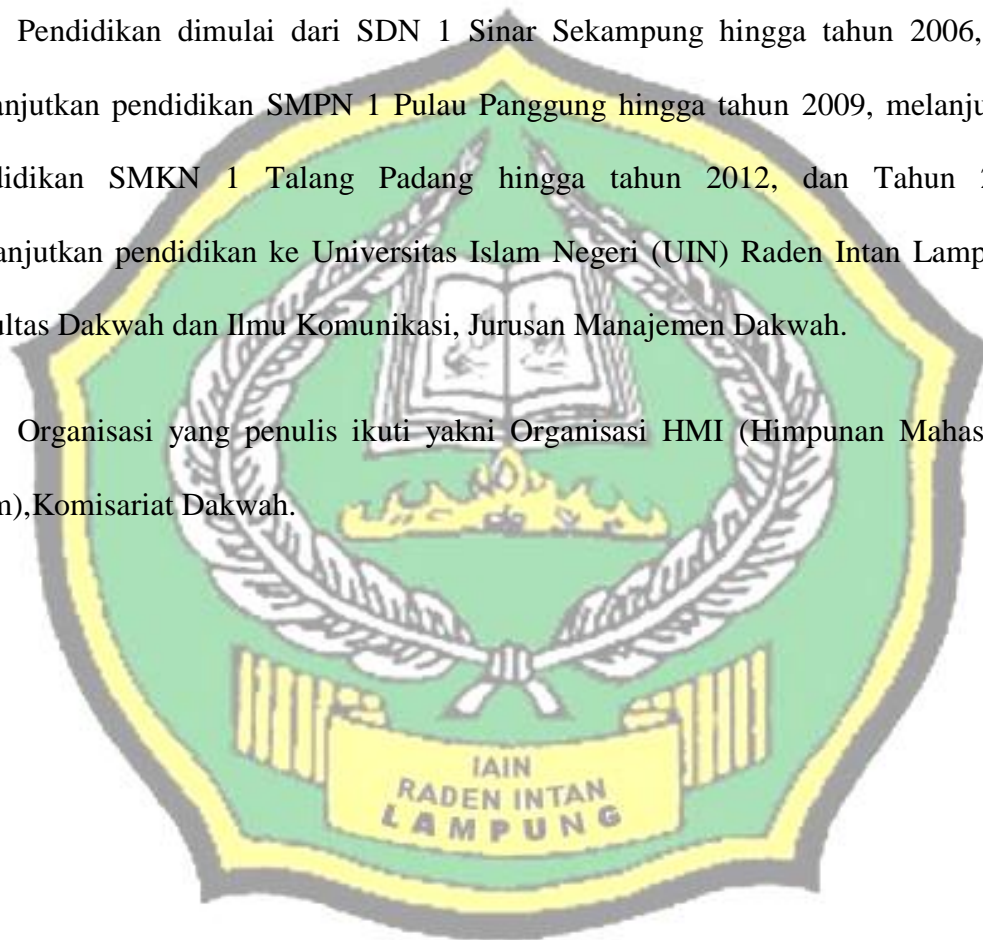 Pendidikan dimulai dari SDN 1 Sinar Sekampung hingga tahun 2006,
anjutkan pendidikan SMPN 1 Pulau Panggung hingga tahun 2009, melanju
didikan SMKN 1 Talang Padang hingga tahun 2012, dan Tahun
anjutkan pendidikan ke Universitas Islam Negeri (UIN) Raden Intan Lamp
ultas Dakwah dan Ilmu Komunikasi, Jurusan Manajemen Dakwah.
Organisasi yang penulis ikuti yakni Organisasi HMI (Himpunan Mahas
m),Komisariat Dakwah.
IAIN
RADEN INTAN
LAMPUNG